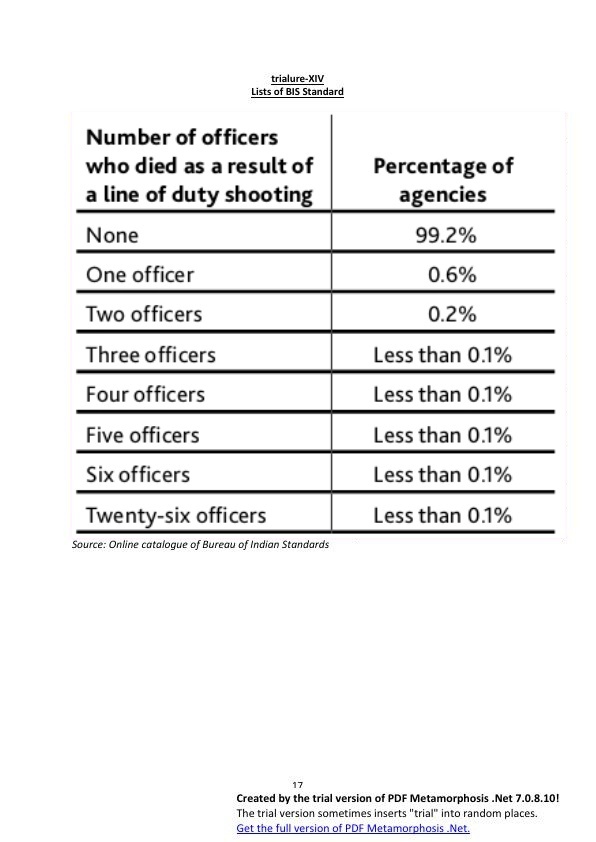 trialure-XIV
Lists of BIS Standard
Number of officers
who died as a result of
a line of duty shooting
Percentage of
agencies
None 99.2%
One officer 0.6%
Two officers 0.2%
Three officers Less than 0.1%
Four officers Less than 0.1%
Five officers Less than 0.1%
Six officers Less than 0.1%
Twenty-six officers Less than 0.1%
Source: Online catalogue of Bureau of Indian Standards
17
Created by the trial version of PDF Metamorphosis .Net 7.0.8.10!
The trial version sometimes inserts "trial" into random places.
Get the full version of PDF Metamorphosis .Net.